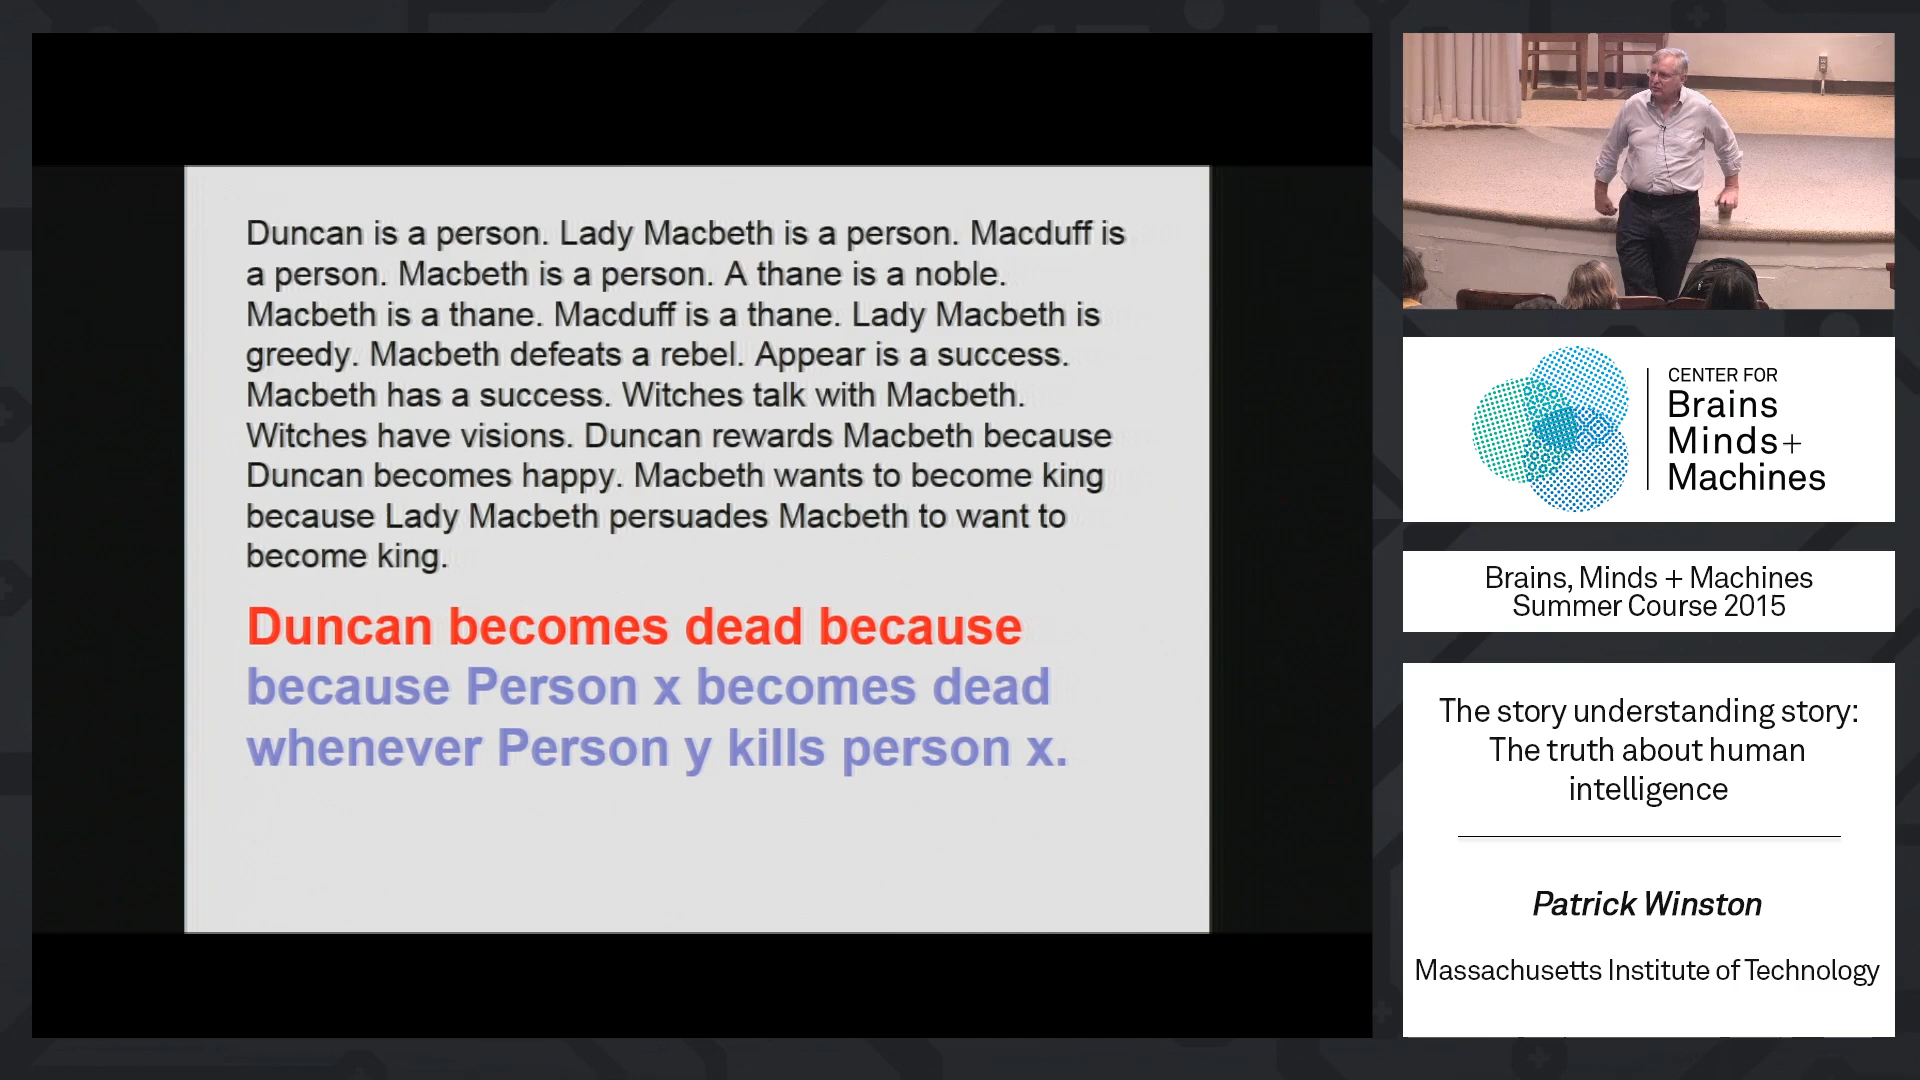 Duncan is a person. Lady Macbeth is a person. Macduff is
a person. Macbeth is a person. A thane is a noble.
Macbeth is a thane. Macduff is a thane. Lady Macbeth is
greedy. Macbeth defeats a rebel. Appear is a success.
Macbeth has a success. Witches talk with Macbeth.
Witches have visions. Duncan rewards Macbeth because
Duncan becomes happy. Macbeth wants to become king
because Lady Macbeth persuades Macbeth to want to
become king.
Duncan becomes dead because
because Person x becomes dead
whenever Person y kills person x.
CENTER FOR
Brains
Minds+
Machines
Brains, Minds + Machines
Summer Course 2015
The story understanding story:
The truth about human
intelligence
Patrick Winston
Massachusetts Institute of Technology